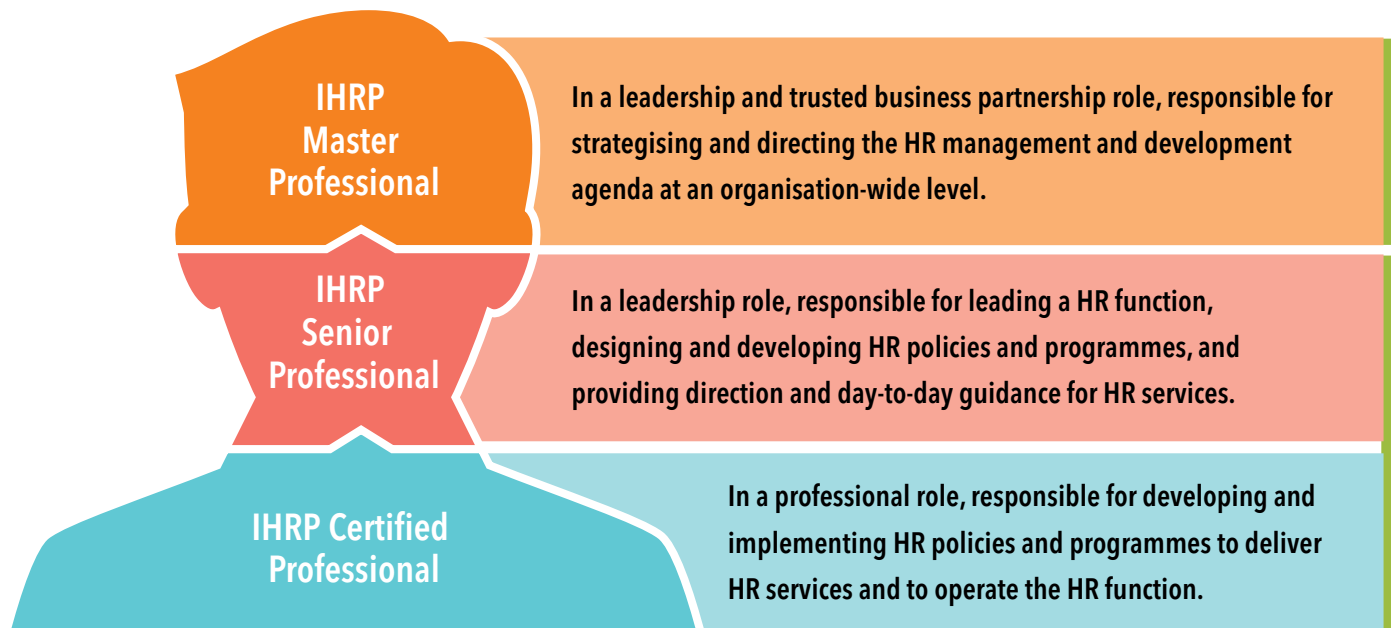 IHRP
Master
Professional
In a leadership and trusted business partnership role, responsible for
strategising and directing the HR management and development
agenda at an organisation-wide level.
IHRP
Senior
Professional
In a leadership role, responsible for leading a HR function,
designing and developing HR policies and programmes, and
providing direction and day-to-day guidance for HR services.
IHRP Certified
Professional
In a professional role, responsible for developing and
implementing HR policies and programmes to deliver
HR services and to operate the HR function.